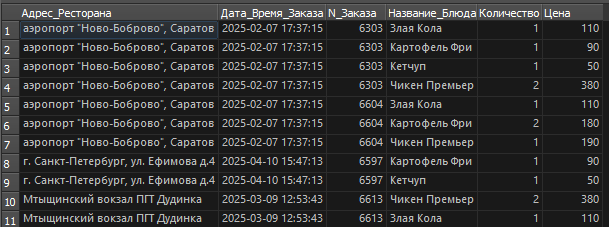 Адрес_Ресторана Дата_Время_Заказа N_Заказа Название_Блюда Количество Цена
1 аэропорт "Ново-Боброво", Саратов 2025-02-07 17:37:15 6303 Злая Кола 1 110
2 аэропорт "Ново-Боброво", Саратов 2025-02-07 17:37:15 6303 Картофель Фри 1 90
3 аэропорт "Ново-Боброво", Саратов 2025-02-07 17:37:15 6303 Кетчуп 1 50
4 аэропорт "Ново-Боброво", Саратов 2025-02-07 17:37:15 6303 Чикен Премьер 2 380
5 аэропорт "Ново-Боброво", Саратов 2025-02-07 17:37:15 6604 Злая Кола 1 110
6 аэропорт "Ново-Боброво", Саратов 2025-02-07 17:37:15 6604 Картофель Фри 2 180
7 аэропорт "Ново-Боброво", Саратов 2025-02-07 17:37:15 6604 Чикен Премьер 1 190
8 г. Санкт-Петербург, ул. Ефимова д.4 2025-04-10 15:47:13 6597 Картофель Фри 1 90
9 г. Санкт-Петербург, ул. Ефимова д.4 2025-04-10 15:47:13 6597 Кетчуп 1 50
10 Мтыщинский вокзал ПГТ Дудинка 2025-03-09 12:53:43 6613 Чикен Премьер 2 380
11 Мтыщинский вокзал ПГТ Дудинка 2025-03-09 12:53:43 6613 Злая Кола 1 110